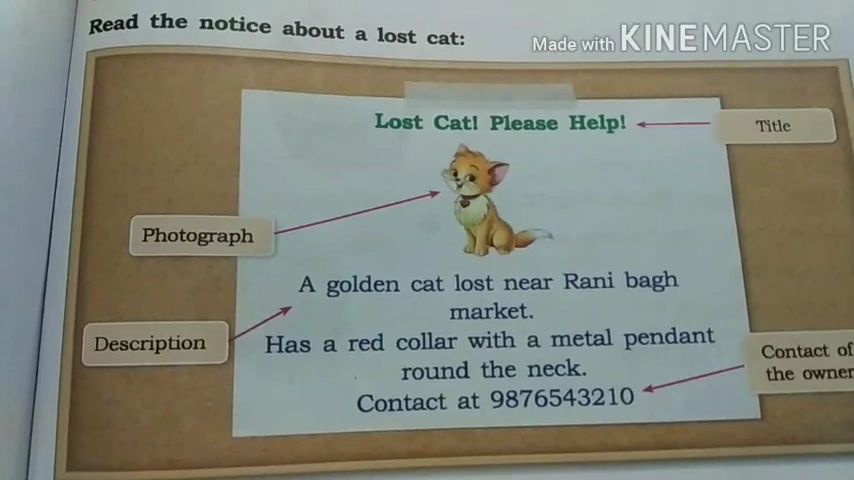 Read the notice about a lost cat:
Made with KINEMASTER
Lost Cat! Please Help!
Title
Photograph
A golden cat lost near Rani bagh
market.
Description
Has a red collar with a metal pendant
round the neck.
Contact of
the owner
Contact at 9876543210